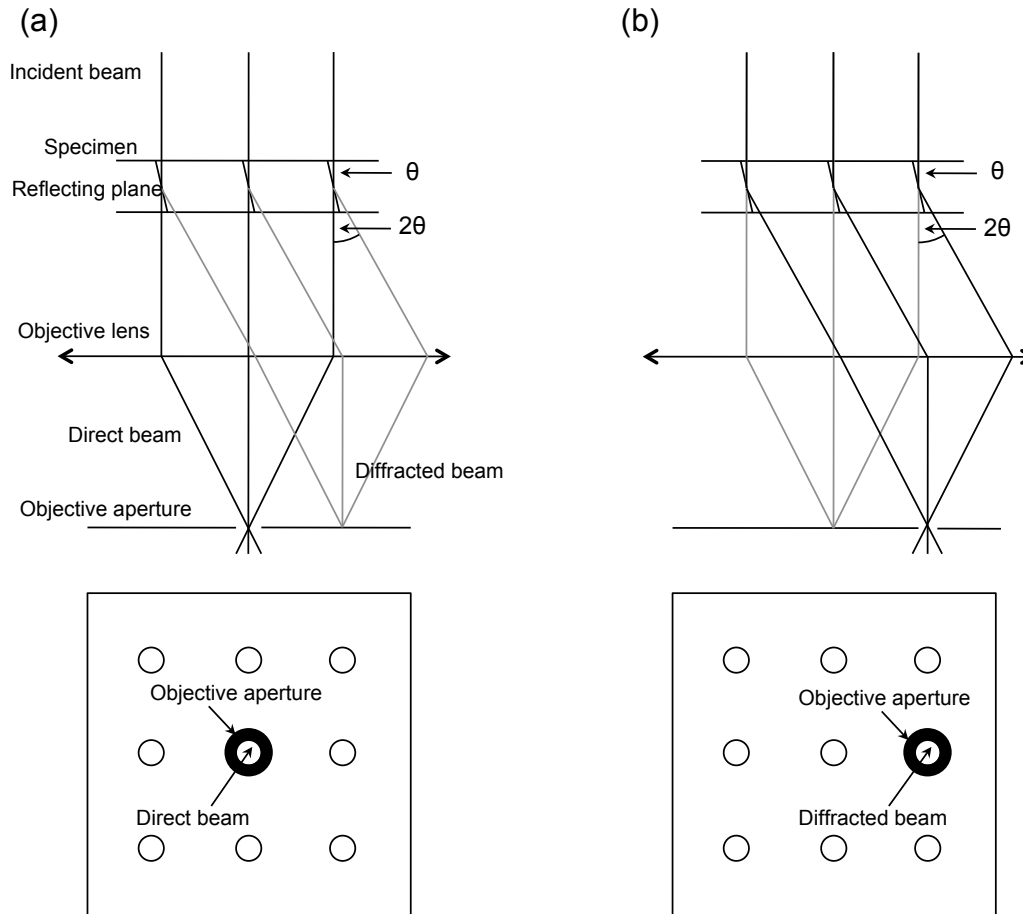 (a)
Incident beam
Specimen
θ
Reflecting plane
2θ
Objective lens
Direct beam
Diffracted beam
Objective aperture
Objective aperture
Direct beam
(b)
θ
2θ
Objective aperture
Diffracted beam